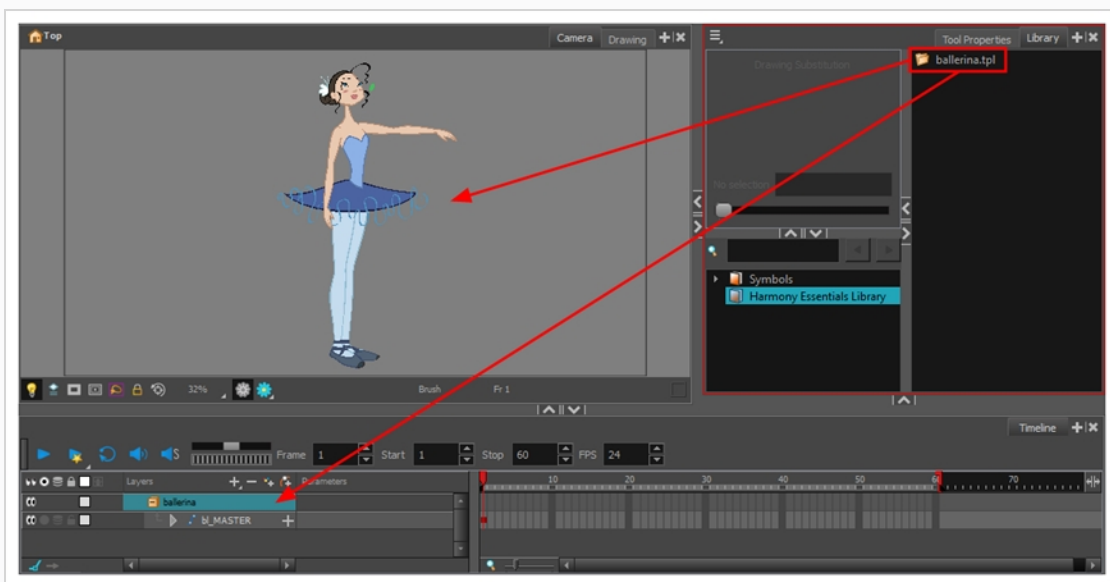 Top
Camera Drawing
Tool Properties Library
Drawing Substitution
ballerina.tpl
No selection
Symbols
Harmony Essentials Library
32% Brush Fr 1
Timeline
S Frame 1 Start 1 Stop 60 FPS 24
Layers Parameters 10 20 30 40 50 60 70
ballerina
bl_MASTER